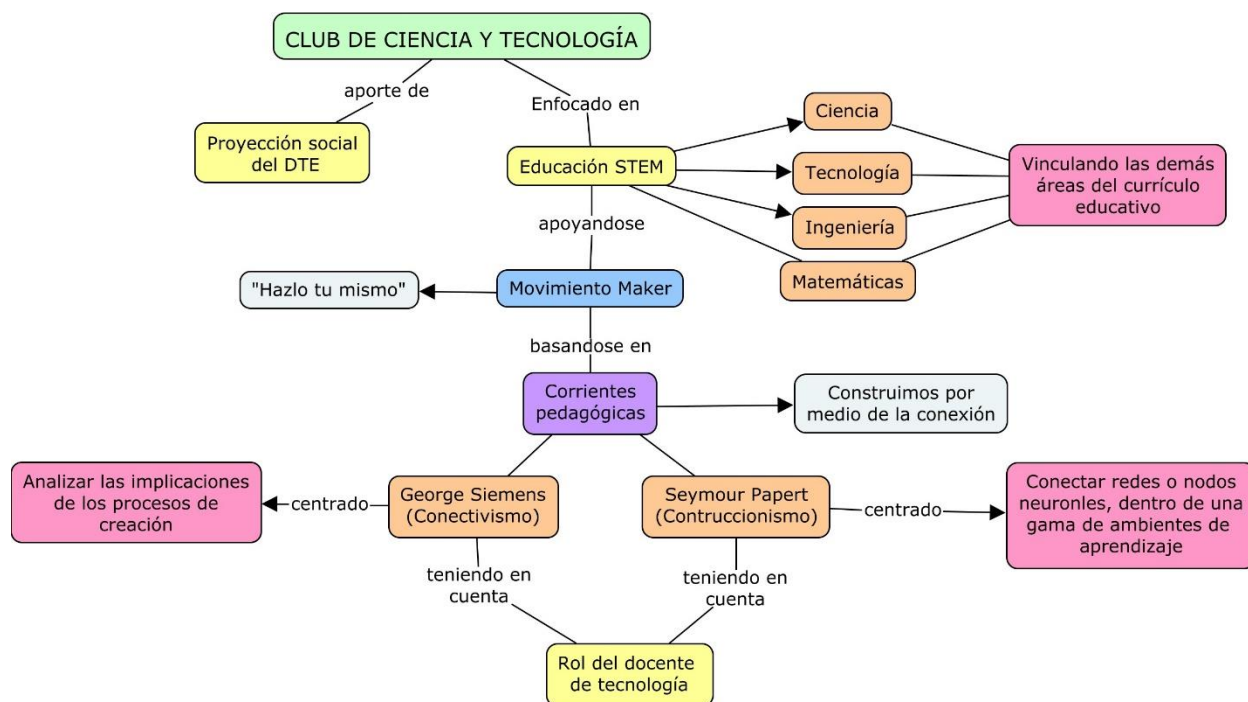 CLUB DE CIENCIA Y TECNOLOGÍA
aporte de
Enfocado en
Proyección social
del DTE
Educación STEM
Ciencia
Tecnología
Ingeniería
Matemáticas
Vinculando las demás
áreas del currículo
educativo
apoyandose
"Hazlo tu mismo"
Movimiento Maker
basandose en
Corrientes
pedagógicas
Construimos por
medio de la conexión
Analizar las implicaciones
de los procesos de
creación
centrado
George Siemens
(Conectivismo)
Seymour Papert
(Contruccionismo)
centrado
Conectar redes o nodos
neuronles, dentro de una
gama de ambientes de
aprendizaje
teniendo en
cuenta
teniendo en
cuenta
Rol del docente
de tecnología